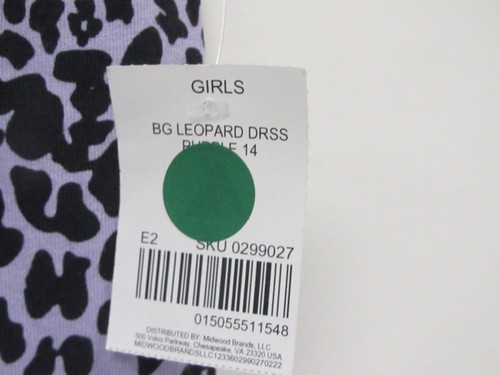 GIRLS
BG LEOPARD DRSS
PURPLE 14
E2 SKU 0299027
015055511548
DISTRIBUTED BY: Midwood Brands, LLC
500 Volvo Parkway, Chesapeake, VA 23320 USA
MIDWOODBRANDSLLC1233602990270222